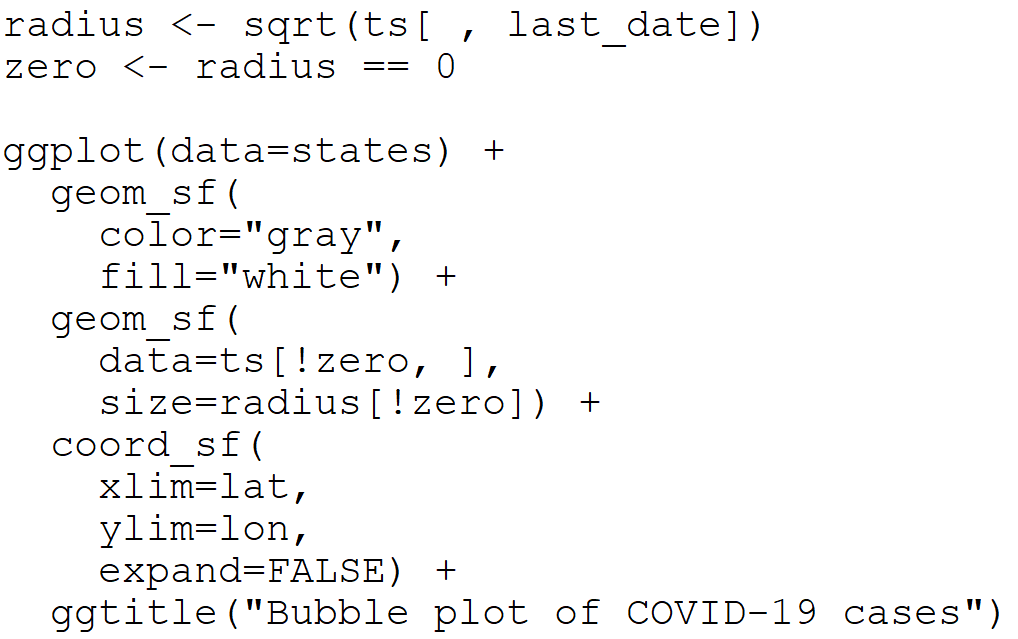 radius <- sqrt(ts[ , last_date])
zero <- radius == 0

ggplot(data=states) +
  geom_sf(
    color="gray",
    fill="white") +
  geom_sf(
    data=ts[!zero, ],
    size=radius[!zero]) +
  coord_sf(
    xlim=lat,
    ylim=lon,
    expand=FALSE) +
  ggtitle("Bubble plot of COVID-19 cases")